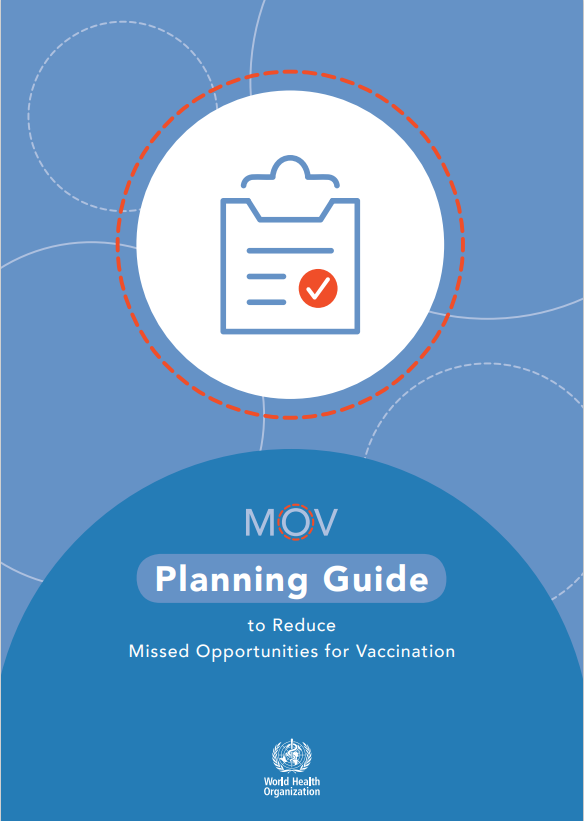 MOV
Planning Guide
to Reduce
Missed Opportunities for Vaccination
World Health
Organization